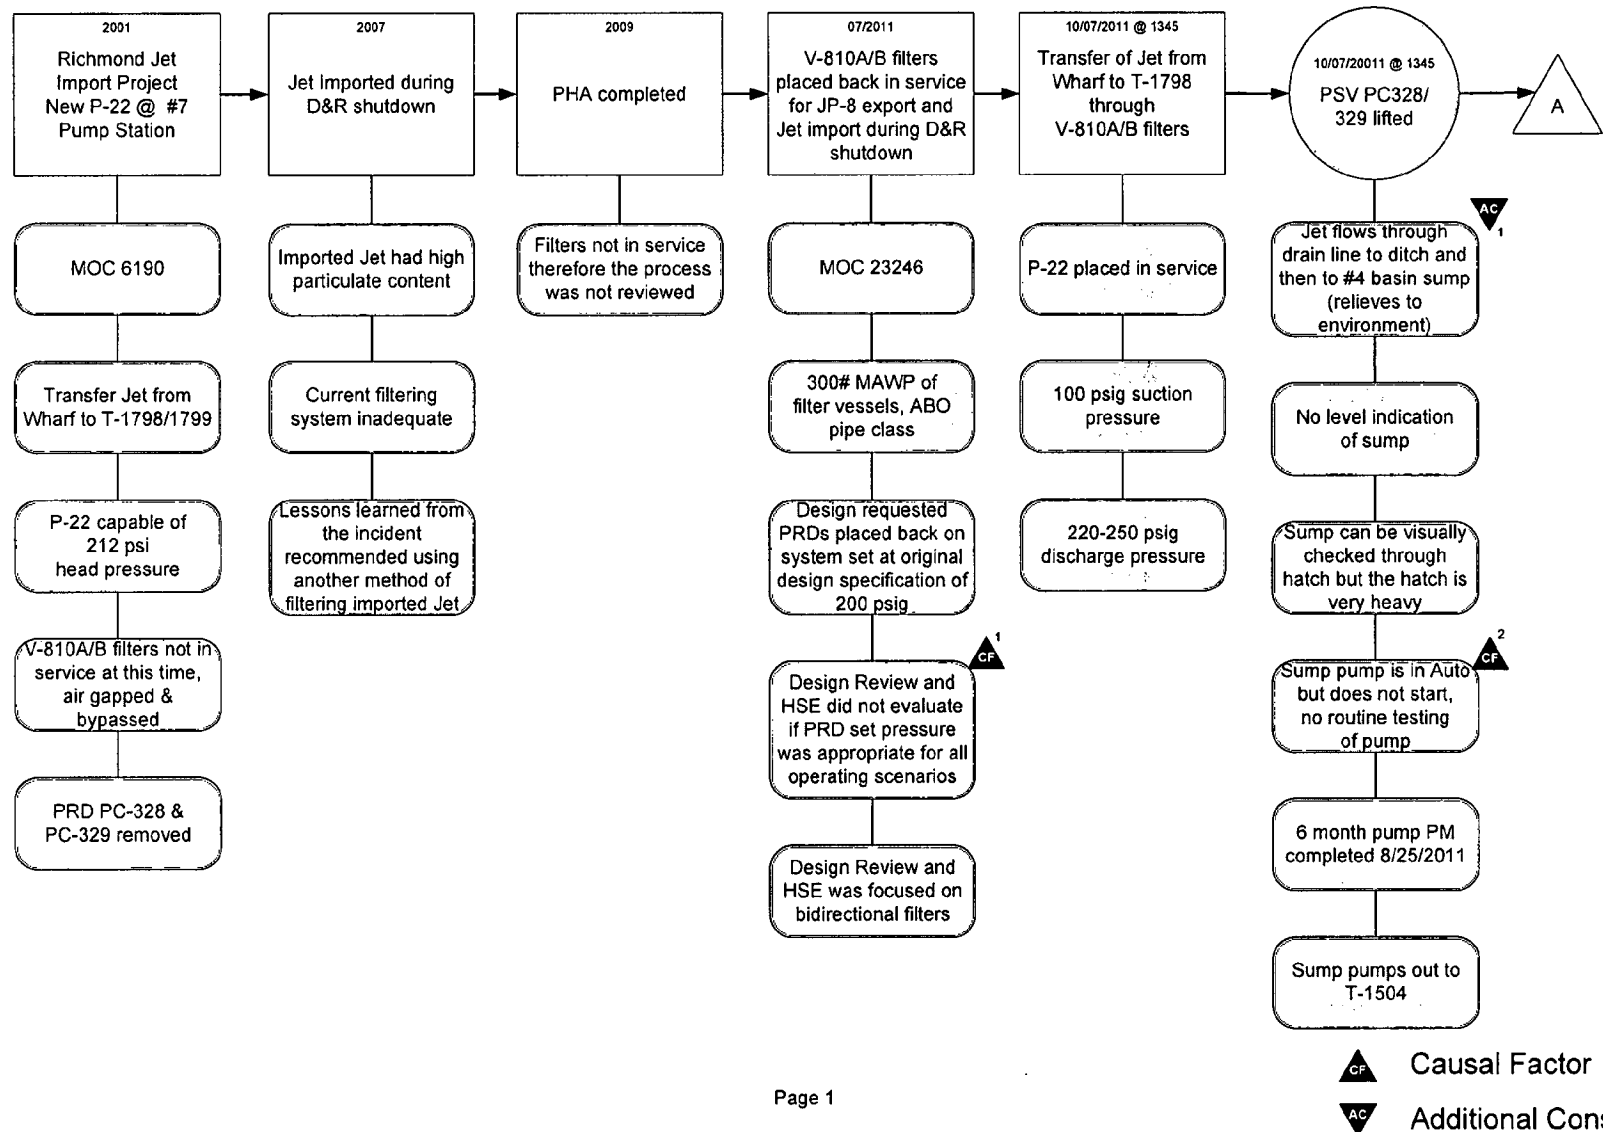 2001
Richmond Jet
Import Project
New P-22 @ #7
Pump Station
MOC 6190
Transfer Jet from
Wharf to T-1798/1799
P-22 capable of
212 psi
head pressure
V-810A/B filters not in
service at this time,
air gapped &
bypassed
PRD PC-328 &
PC-329 removed
2007
Jet Imported during
D&R shutdown
Imported Jet had high
particulate content
Current filtering
system inadequate
Lessons learned from
the incident
recommended using
another method of
filtering imported Jet
2009
PHA completed
Filters not in service
therefore the process
was not reviewed
07/2011
V-810A/B filters
placed back in service
for JP-8 export and
Jet import during D&R
shutdown
MOC 23246
300# MAWP of
filter vessels, ABO
pipe class
Design requested
PRDs placed back on
system set at original
design specification of
200 psig
1
CF
Design Review and
HSE did not evaluate
if PRD set pressure
was appropriate for all
operating scenarios
Design Review and
HSE was focused on
bidirectional filters
10/07/2011 @ 1345
Transfer of Jet from
Wharf to T-1798
through
V-810A/B filters
P-22 placed in service
100 psig suction
pressure
220-250 psig
discharge pressure
10/07/20011 @ 1345
PSV PC328/
329 lifted
A
AC
1
Jet flows through
drain line to ditch and
then to #4 basin sump
(relieves to
environment)
No level indication
of sump
Sump can be visually
checked through
hatch but the hatch is
very heavy
2
CF
Sump pump is in Auto
but does not start,
no routine testing
of pump
6 month pump PM
completed 8/25/2011
Sump pumps out to
T-1504
CF Causal Factor
AC Additional Cons
Page 1